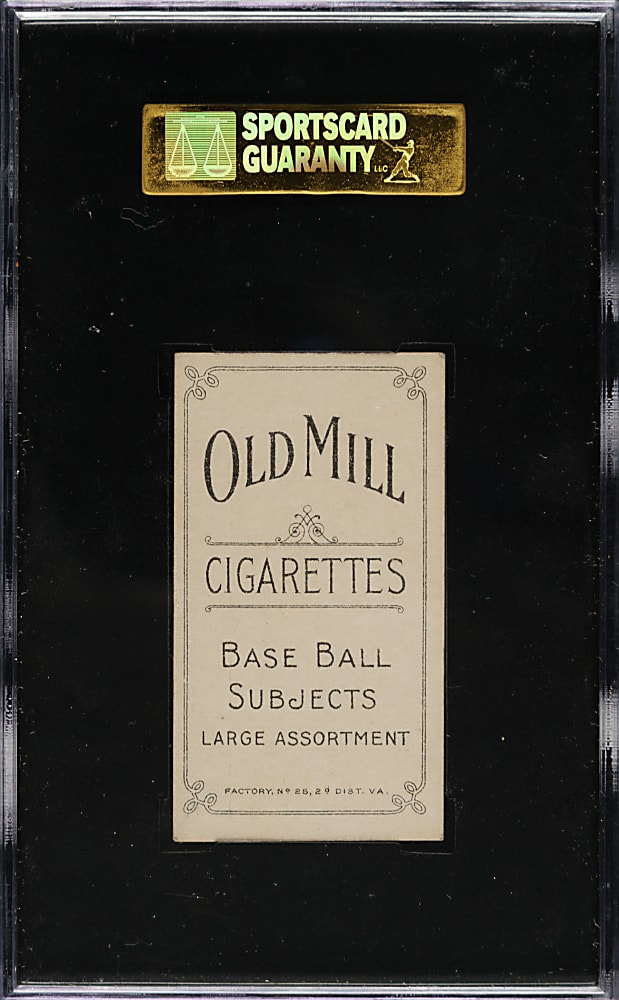 SPORTSCARD
GUARANTY LLC
OLD MILL
CIGARETTES
BASE BALL
SUBJECTS
LARGE ASSORTMENT
FACTORY, Nº 25, 2d DIST. VA.